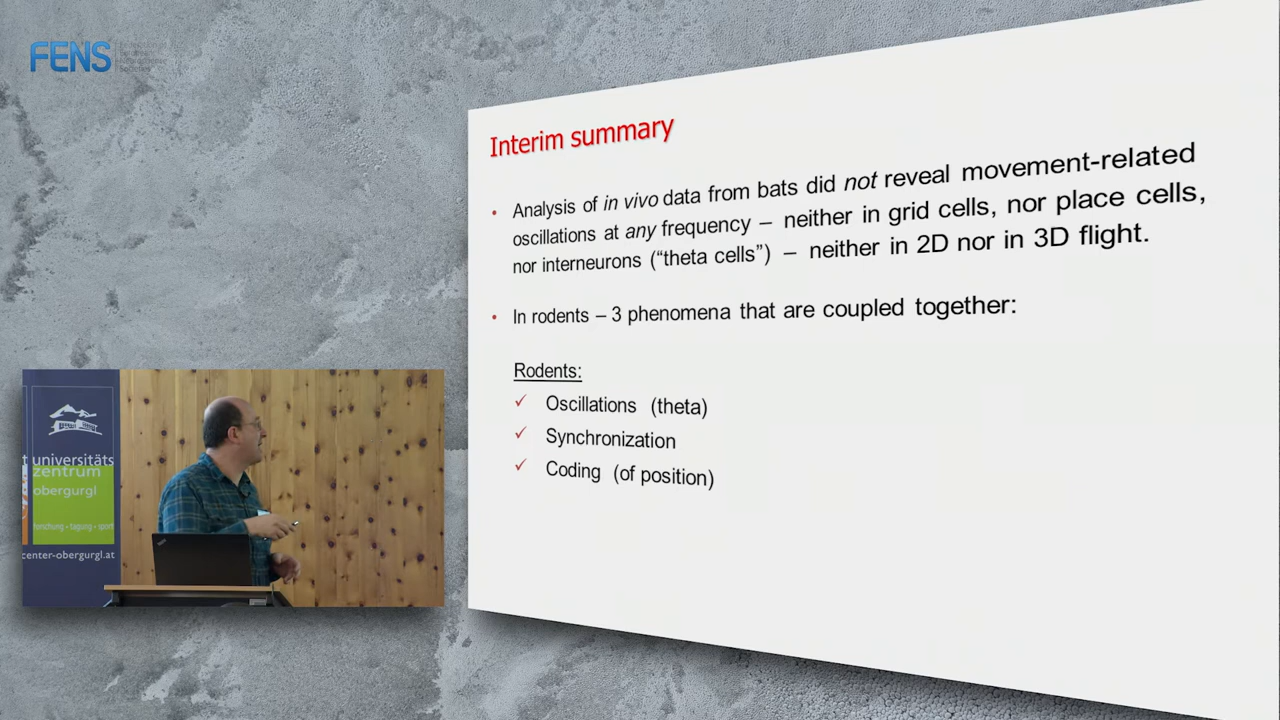 FENS
Interim summary
• Analysis of in vivo data from bats did not reveal movement-related
oscillations at any frequency – neither in grid cells, nor place cells,
nor interneurons (“theta cells”) – neither in 2D nor in 3D flight.
• In rodents – 3 phenomena that are coupled together:
Rodents:
✓ Oscillations (theta)
✓ Synchronization
✓ Coding (of position)
universitäts
zentrum
obergurgl
forschung • tagung • sport
center-obergurgl.at